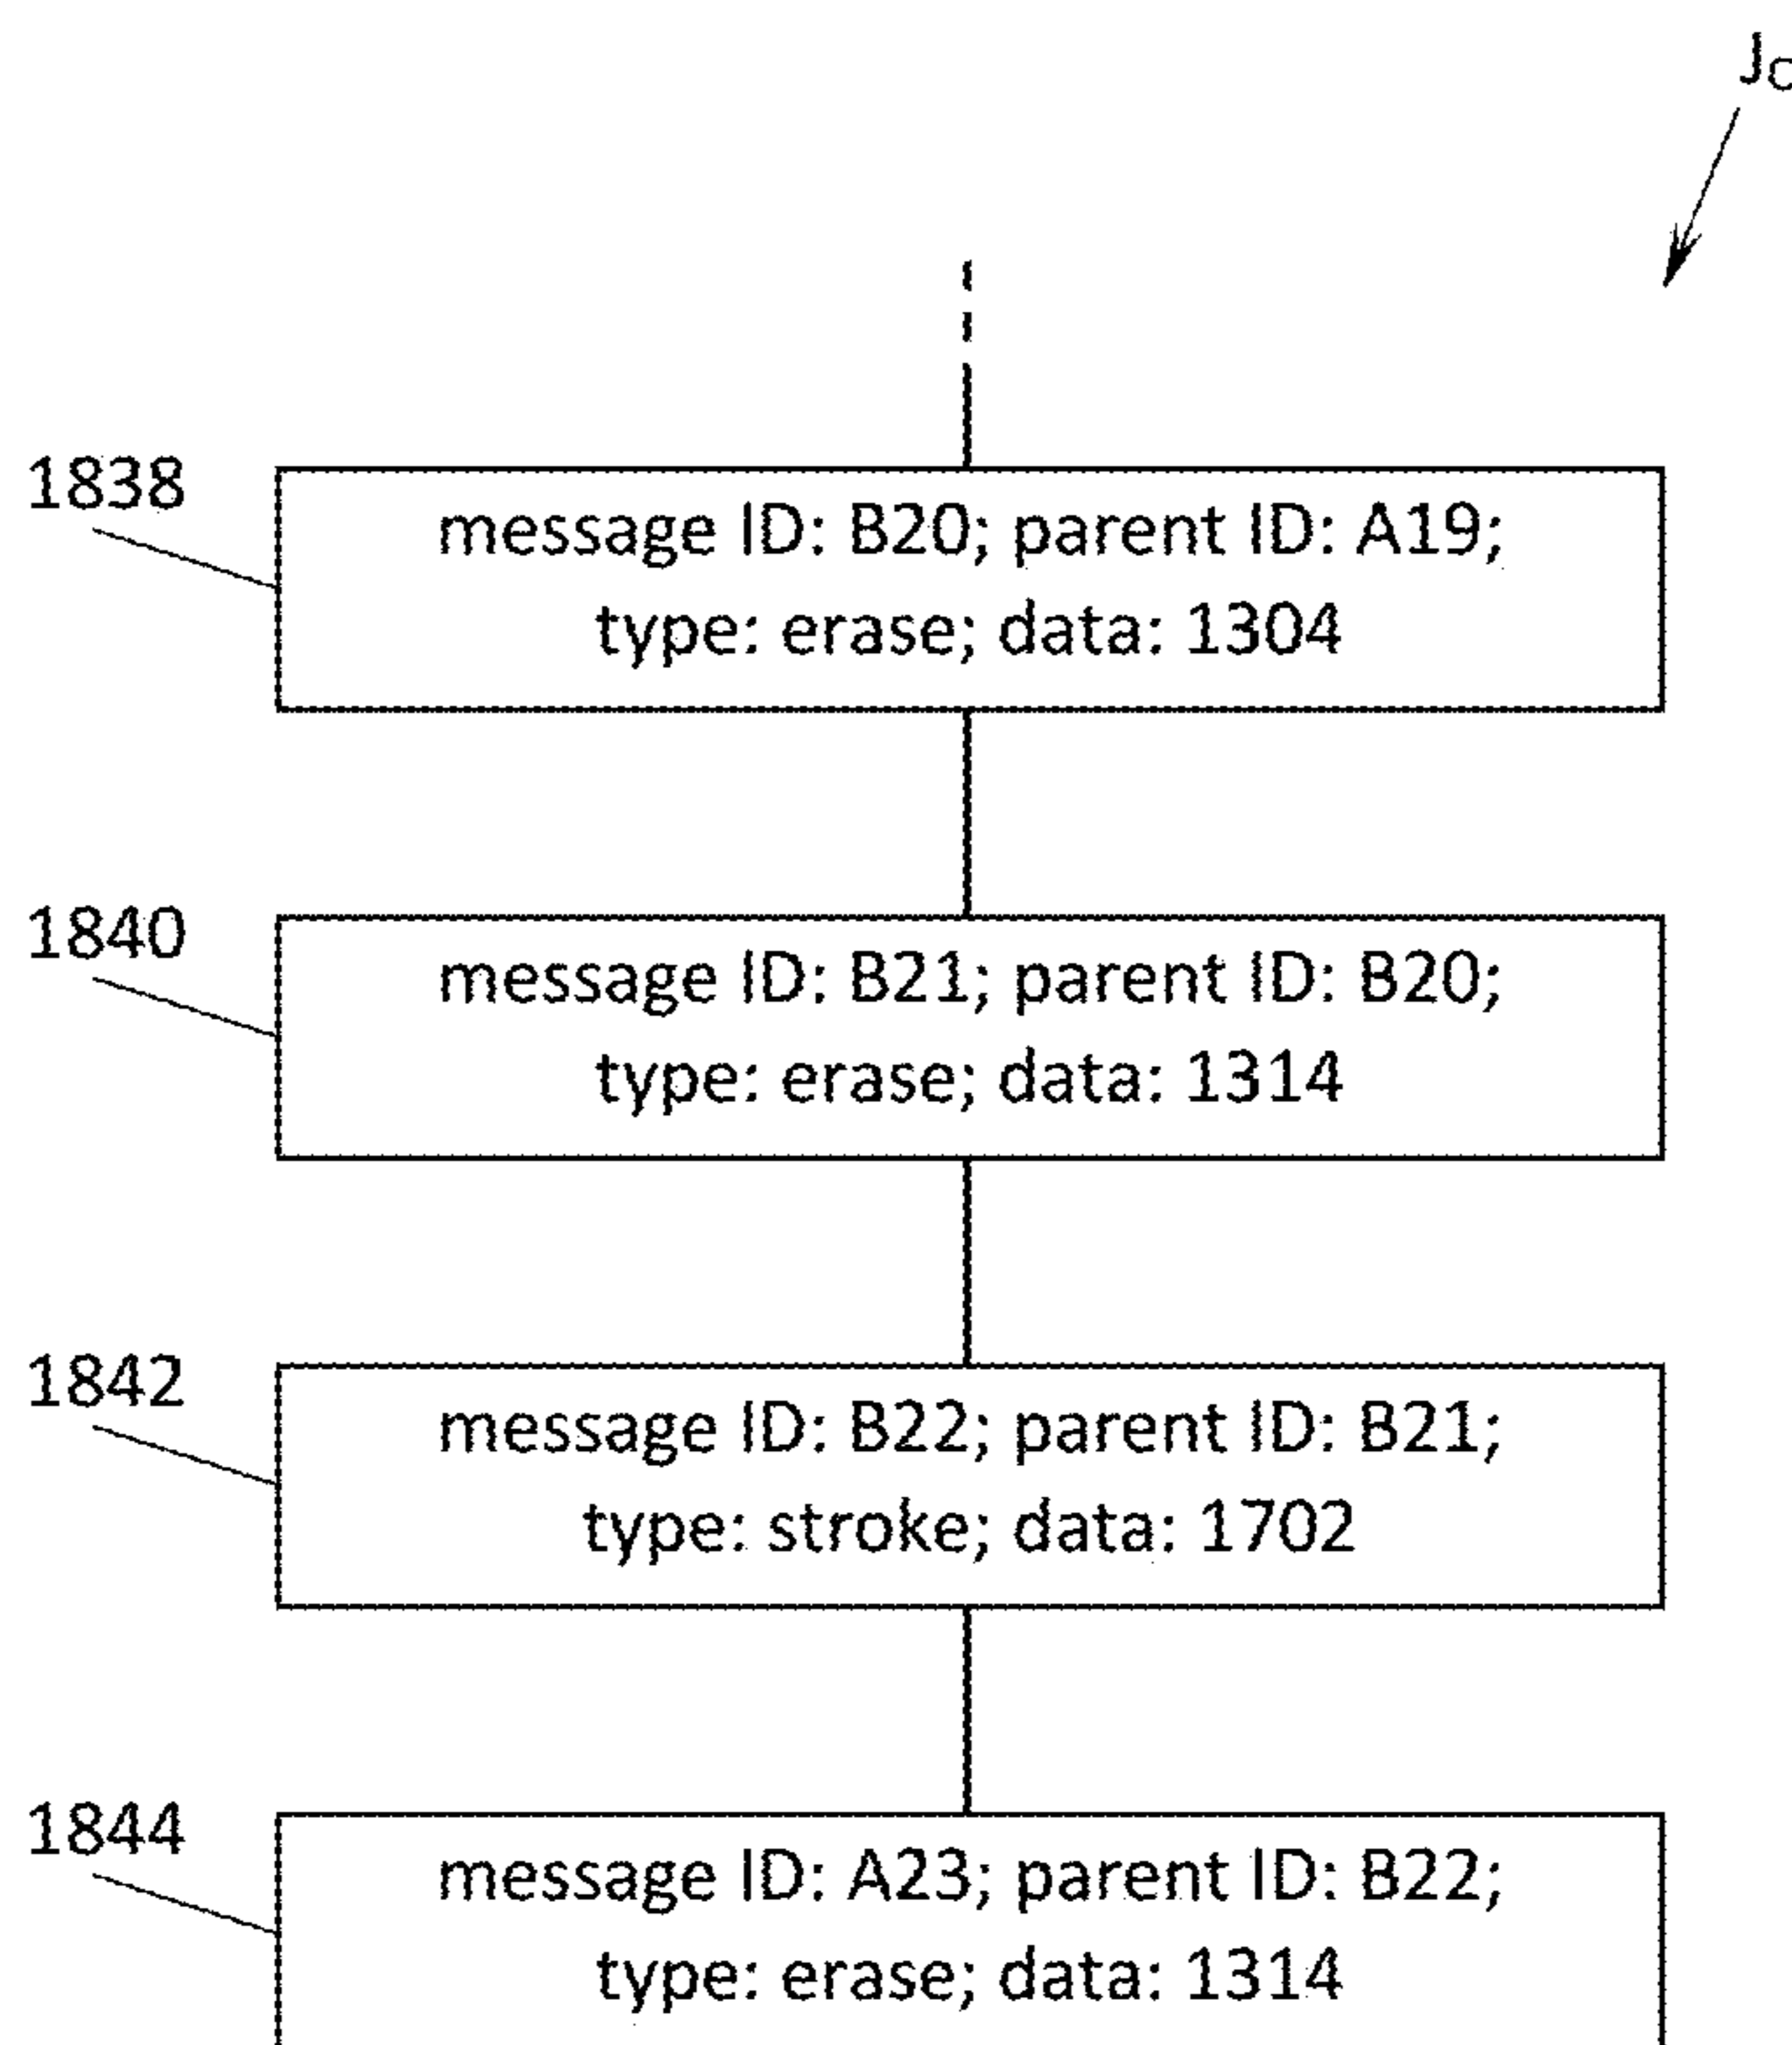 1838
message ID: B20; parent ID: A19;
type: erase; data: 1304
1840
message ID: B21; parent ID: B20;
type: erase; data: 1314
1842
message ID: B22; parent ID: B21;
type: stroke; data: 1702
1844
message ID: A23; parent ID: B22;
type: erase; data: 1314